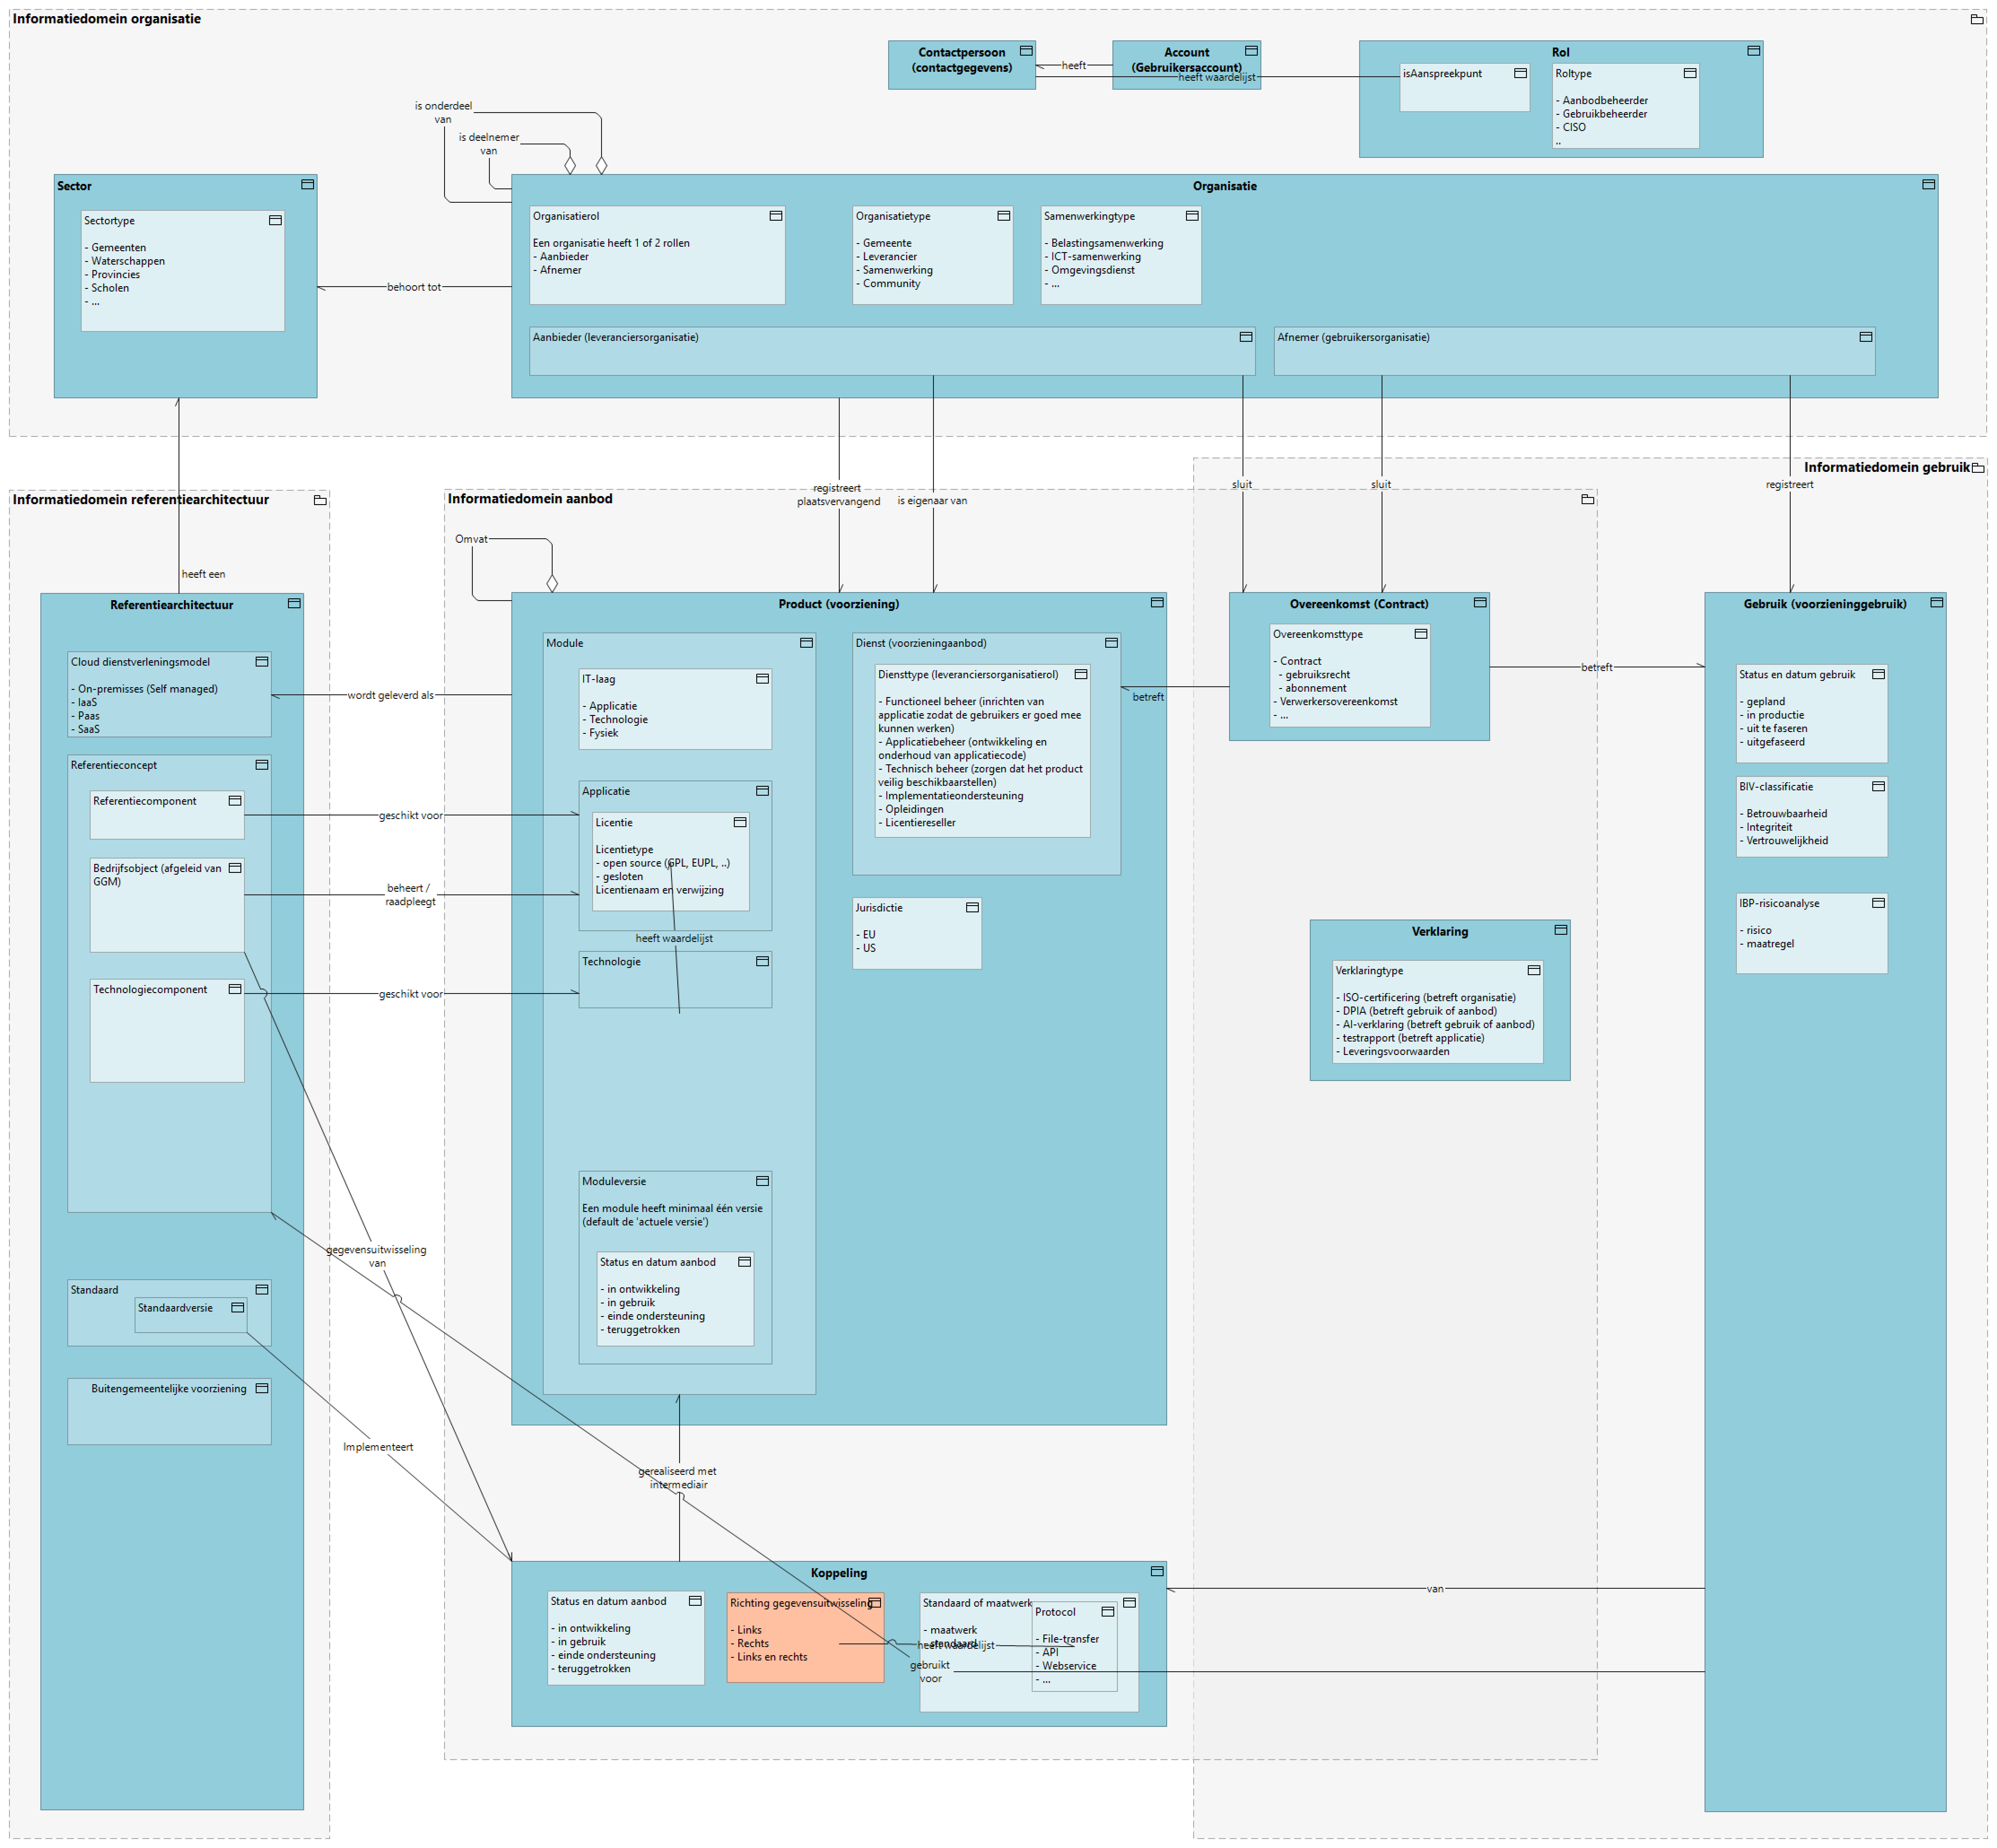 Informatiedomein organisatie
Contactpersoon
(contactgegevens)
heeft
Account
(Gebruikersaccount)
heeft waardelijst
Rol
isAanspreekpunt
Roltype
- Aanbodbeheerder
- Gebruikbeheerder
- CISO
..
is onderdeel
van
is deelnemer
van
Sector
Sectortype
- Gemeenten
- Waterschappen
- Provincies
- Scholen
- ...
behoort tot
Organisatie
Organisatierol
Een organisatie heeft 1 of 2 rollen
- Aanbieder
- Afnemer
Organisatietype
- Gemeente
- Leverancier
- Samenwerking
- Community
Samenwerkingtype
- Belastingsamenwerking
- ICT-samenwerking
- Omgevingsdienst
- ...
Aanbieder (leveranciersorganisatie)
Afnemer (gebruikersorganisatie)
registreert
plaatsvervangend
is eigenaar van
sluit
sluit
registreert
Informatiedomein gebruik
Informatiedomein referentiearchitectuur
heeft een
Referentiearchitectuur
Cloud dienstverleningsmodel
- On-premisses (Self managed)
- IaaS
- Paas
- SaaS
Referentieconcept
Referentiecomponent
Bedrijfsobject (afgeleid van
GGM)
Technologiecomponent
Standaard
Standaardversie
Buitengemeentelijke voorziening
wordt geleverd als
geschikt voor
beheert /
raadpleegt
geschikt voor
gegevensuitwisseling
van
Implementeert
Informatiedomein aanbod
Omvat
Product (voorziening)
Module
IT-laag
- Applicatie
- Technologie
- Fysiek
Applicatie
Licentie
Licentietype
- open source (GPL, EUPL, ..)
- gesloten
Licentienaam en verwijzing
heeft waardelijst
Technologie
Moduleversie
Een module heeft minimaal één versie
(default de 'actuele versie')
Status en datum aanbod
- in ontwikkeling
- in gebruik
- einde ondersteuning
- teruggetrokken
Dienst (voorzieningaanbod)
Diensttype (leveranciersorganisatierol)
- Functioneel beheer (inrichten van
applicatie zodat de gebruikers er goed mee
kunnen werken)
- Applicatiebeheer (ontwikkeling en
onderhoud van applicatiecode)
- Technisch beheer (zorgen dat het product
veilig beschikbaarstellen)
- Implementatieondersteuning
- Opleidingen
- Licentiereseller
Jurisdictie
- EU
- US
betreft
Overeenkomst (Contract)
Overeenkomsttype
- Contract
- gebruiksrecht
- abonnement
- Verwerkersovereenkomst
- ...
betreft
Verklaring
Verklaringtype
- ISO-certificering (betreft organisatie)
- DPIA (betreft gebruik of aanbod)
- AI-verklaring (betreft gebruik of aanbod)
- testrapport (betreft applicatie)
- Leveringsvoorwaarden
Gebruik (voorzieninggebruik)
Status en datum gebruik
- gepland
- in productie
- uit te faseren
- uitgefaseerd
BIV-classificatie
- Betrouwbaarheid
- Integriteit
- Vertrouwelijkheid
IBP-risicoanalyse
- risico
- maatregel
gerealiseerd met
intermediair
Koppeling
Status en datum aanbod
- in ontwikkeling
- in gebruik
- einde ondersteuning
- teruggetrokken
Richting gegevensuitwisseling
- Links
- Rechts
- Links en rechts
Standaard of maatwerk
- maatwerk
- standaard
heeft waardelijst
Protocol
- File-transfer
- API
- Webservice
- ...
gebruikt
voor
van